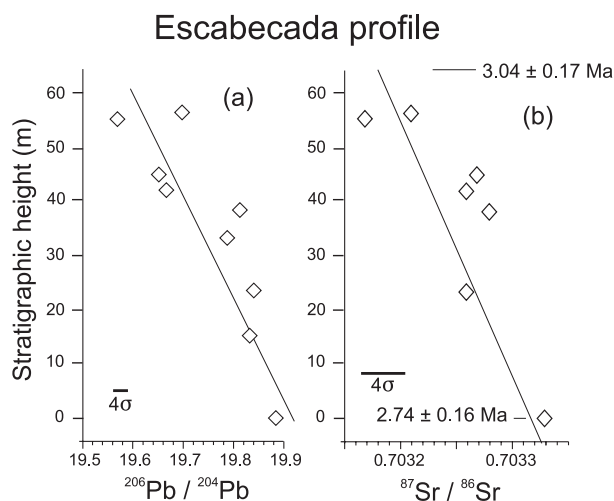 Escabecada profile
3.04 ± 0.17 Ma
(a)
(b)
Stratigraphic height (m)
60
50
40
30
20
10
0
60
50
40
30
20
10
0
4σ
4σ
2.74 ± 0.16 Ma
19.5 19.6 19.7 19.8 19.9
0.7032 0.7033
²⁰⁶Pb / ²⁰⁴Pb
⁸⁷Sr / ⁸⁶Sr